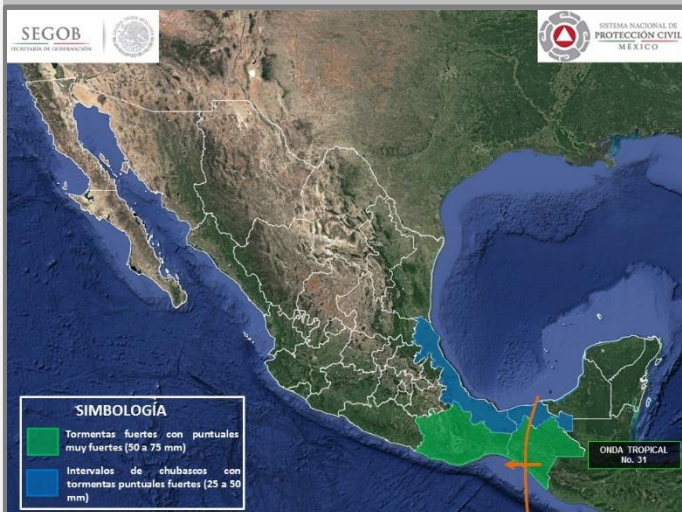 SEGOB
SECRETARÍA DE GOBERNACIÓN
SISTEMA NACIONAL DE
PROTECCIÓN CIVIL
MÉXICO
SIMBOLOGÍA
Tormentas fuertes con puntuales
muy fuertes (50 a 75 mm)
Intervalos de chubascos con
tormentas puntuales fuertes (25 a 50
mm)
ONDA TROPICAL
No. 31